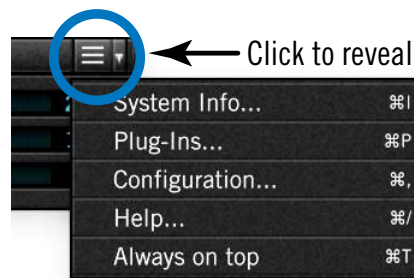 Click to reveal
System Info... ⌘I
Plug-Ins... ⌘P
Configuration... ⌘,
Help... ⌘/
Always on top ⌘T